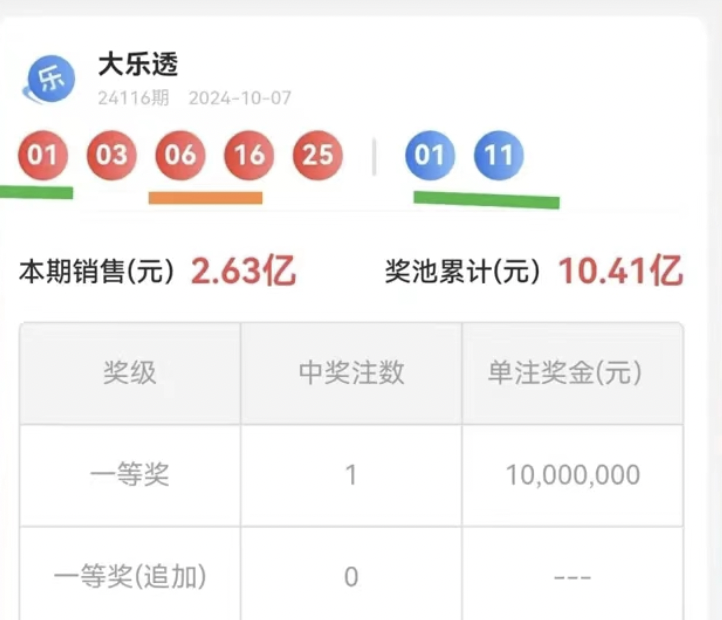 乐
大乐透
24116期 2024-10-07
01 03 06 16 25 01 11
本期销售(元) 2.63亿 奖池累计(元) 10.41亿
奖级 中奖注数 单注奖金(元)
一等奖 1 10,000,000
一等奖(追加) 0 ---